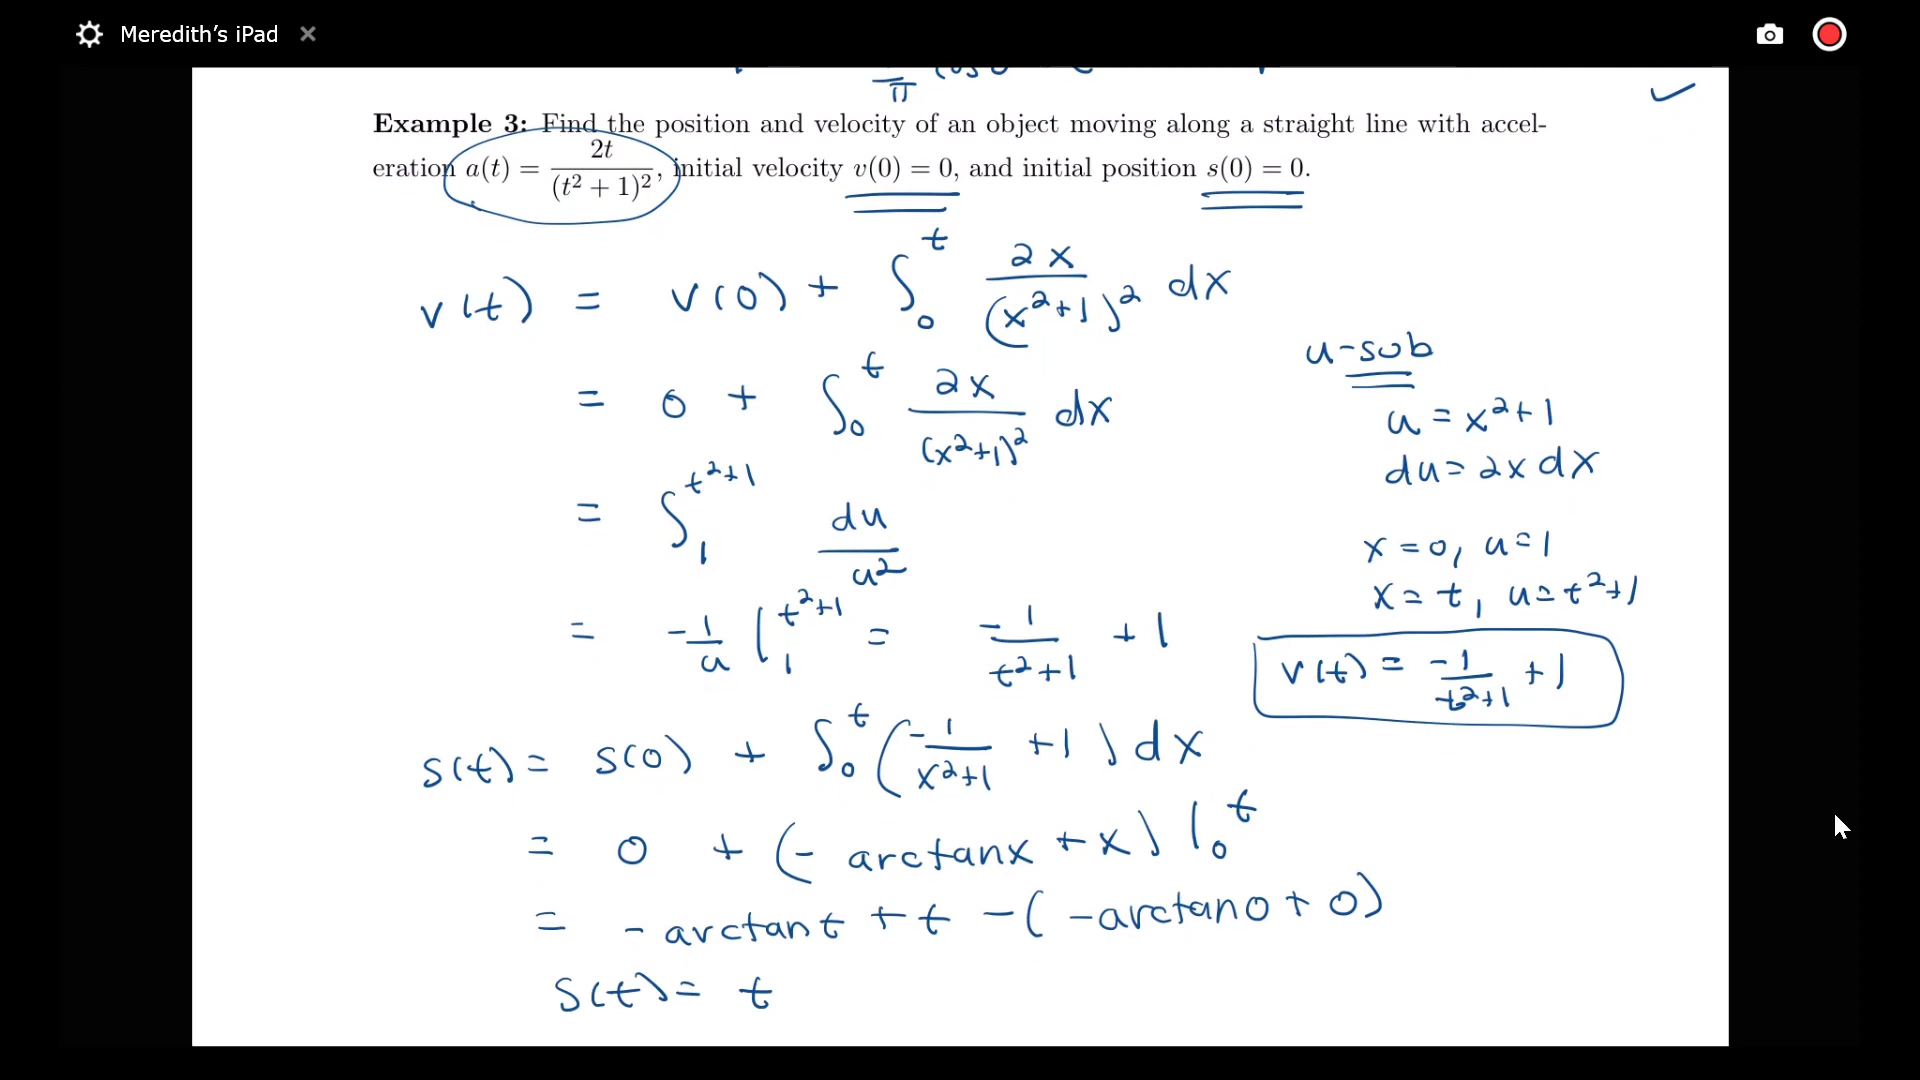 Meredith’s iPad ×
π cos
Example 3: Find the position and velocity of an object moving along a straight line with accel-
eration a(t) = 2t/(t² + 1)², initial velocity v(0) = 0, and initial position s(0) = 0.
v(t) = v(0) + ∫₀ᵗ 2x/(x²+1)² dx
u-sub
= 0 + ∫₀ᵗ 2x/(x²+1)² dx
u = x²+1
du = 2x dx
= ∫₁^(t²+1) du/u²
x = 0, u = 1
x = t, u = t²+1
= -1/u |₁^(t²+1) = -1/(t²+1) + 1
v(t) = -1/(t²+1) + 1
s(t) = s(0) + ∫₀ᵗ (-1/(x²+1) + 1) dx
= 0 + (- arctanx + x) |₀ᵗ
= - arctan t + t - (-arctan0 + 0)
s(t) = t